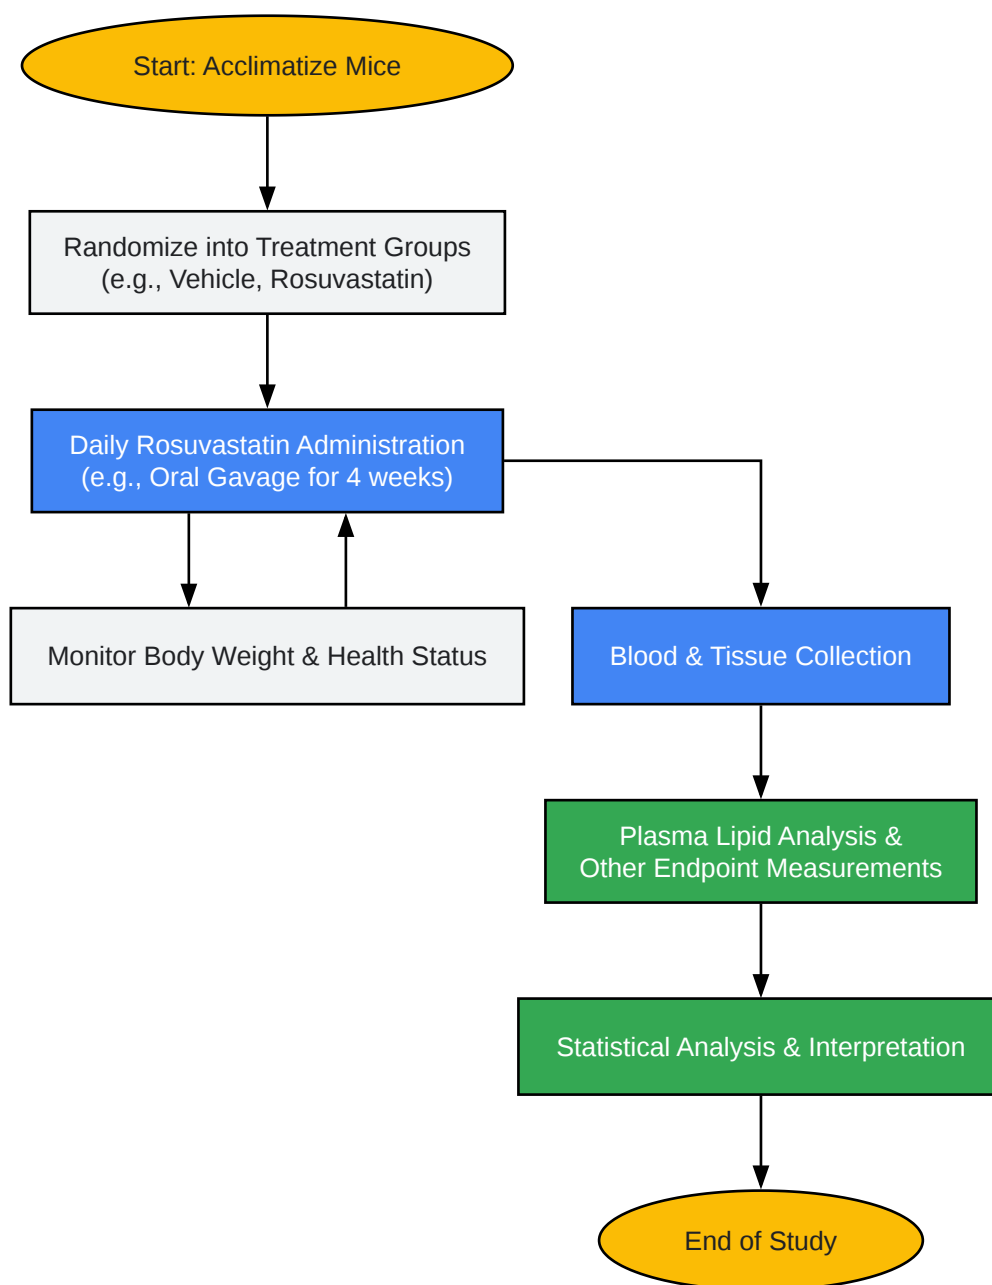 Start: Acclimatize Mice
Randomize into Treatment Groups
(e.g., Vehicle, Rosuvastatin)
Daily Rosuvastatin Administration
(e.g., Oral Gavage for 4 weeks)
Monitor Body Weight & Health Status
Blood & Tissue Collection
Plasma Lipid Analysis &
Other Endpoint Measurements
Statistical Analysis & Interpretation
End of Study